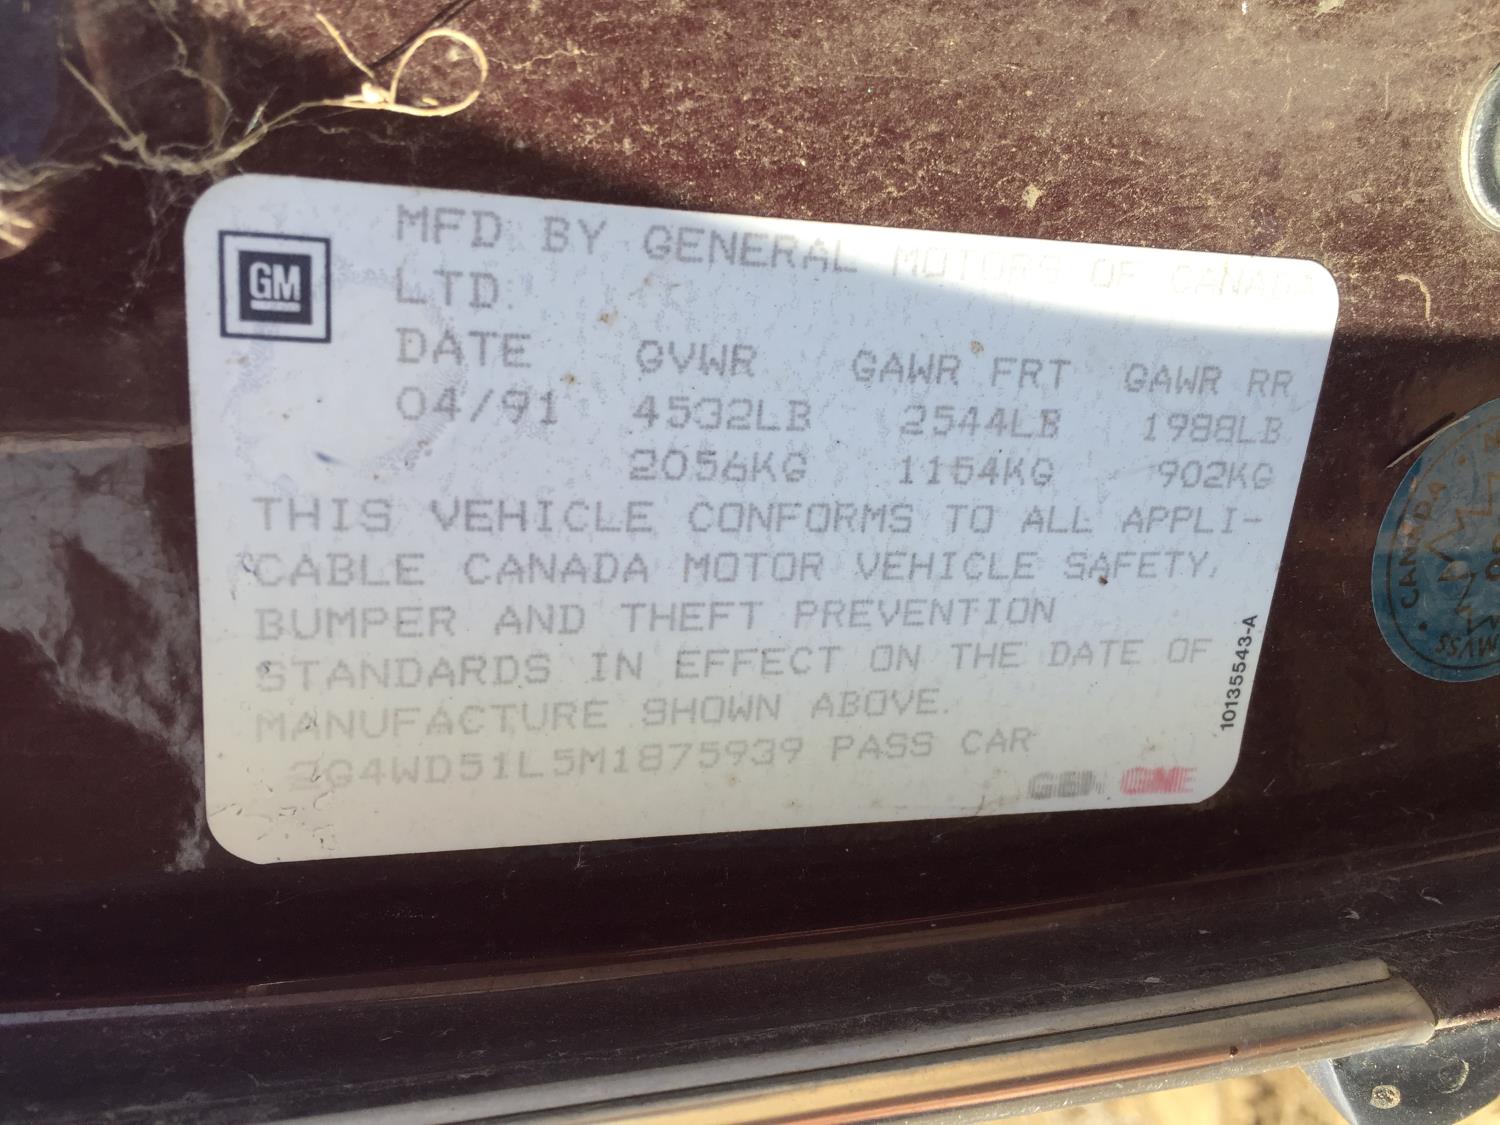 GM
MFD BY GENERAL MOTORS OF CANADA
LTD.
DATE GVWR GAWR FRT GAWR RR
04/91 4532LB 2544LB 1988LB
2056KG 1154KG 902KG
THIS VEHICLE CONFORMS TO ALL APPLI-
CABLE CANADA MOTOR VEHICLE SAFETY,
BUMPER AND THEFT PREVENTION
STANDARDS IN EFFECT ON THE DATE OF
MANUFACTURE SHOWN ABOVE.
2G4WD51L5M1875939 PASS CAR
GEN GME
10135543-A
CANADA